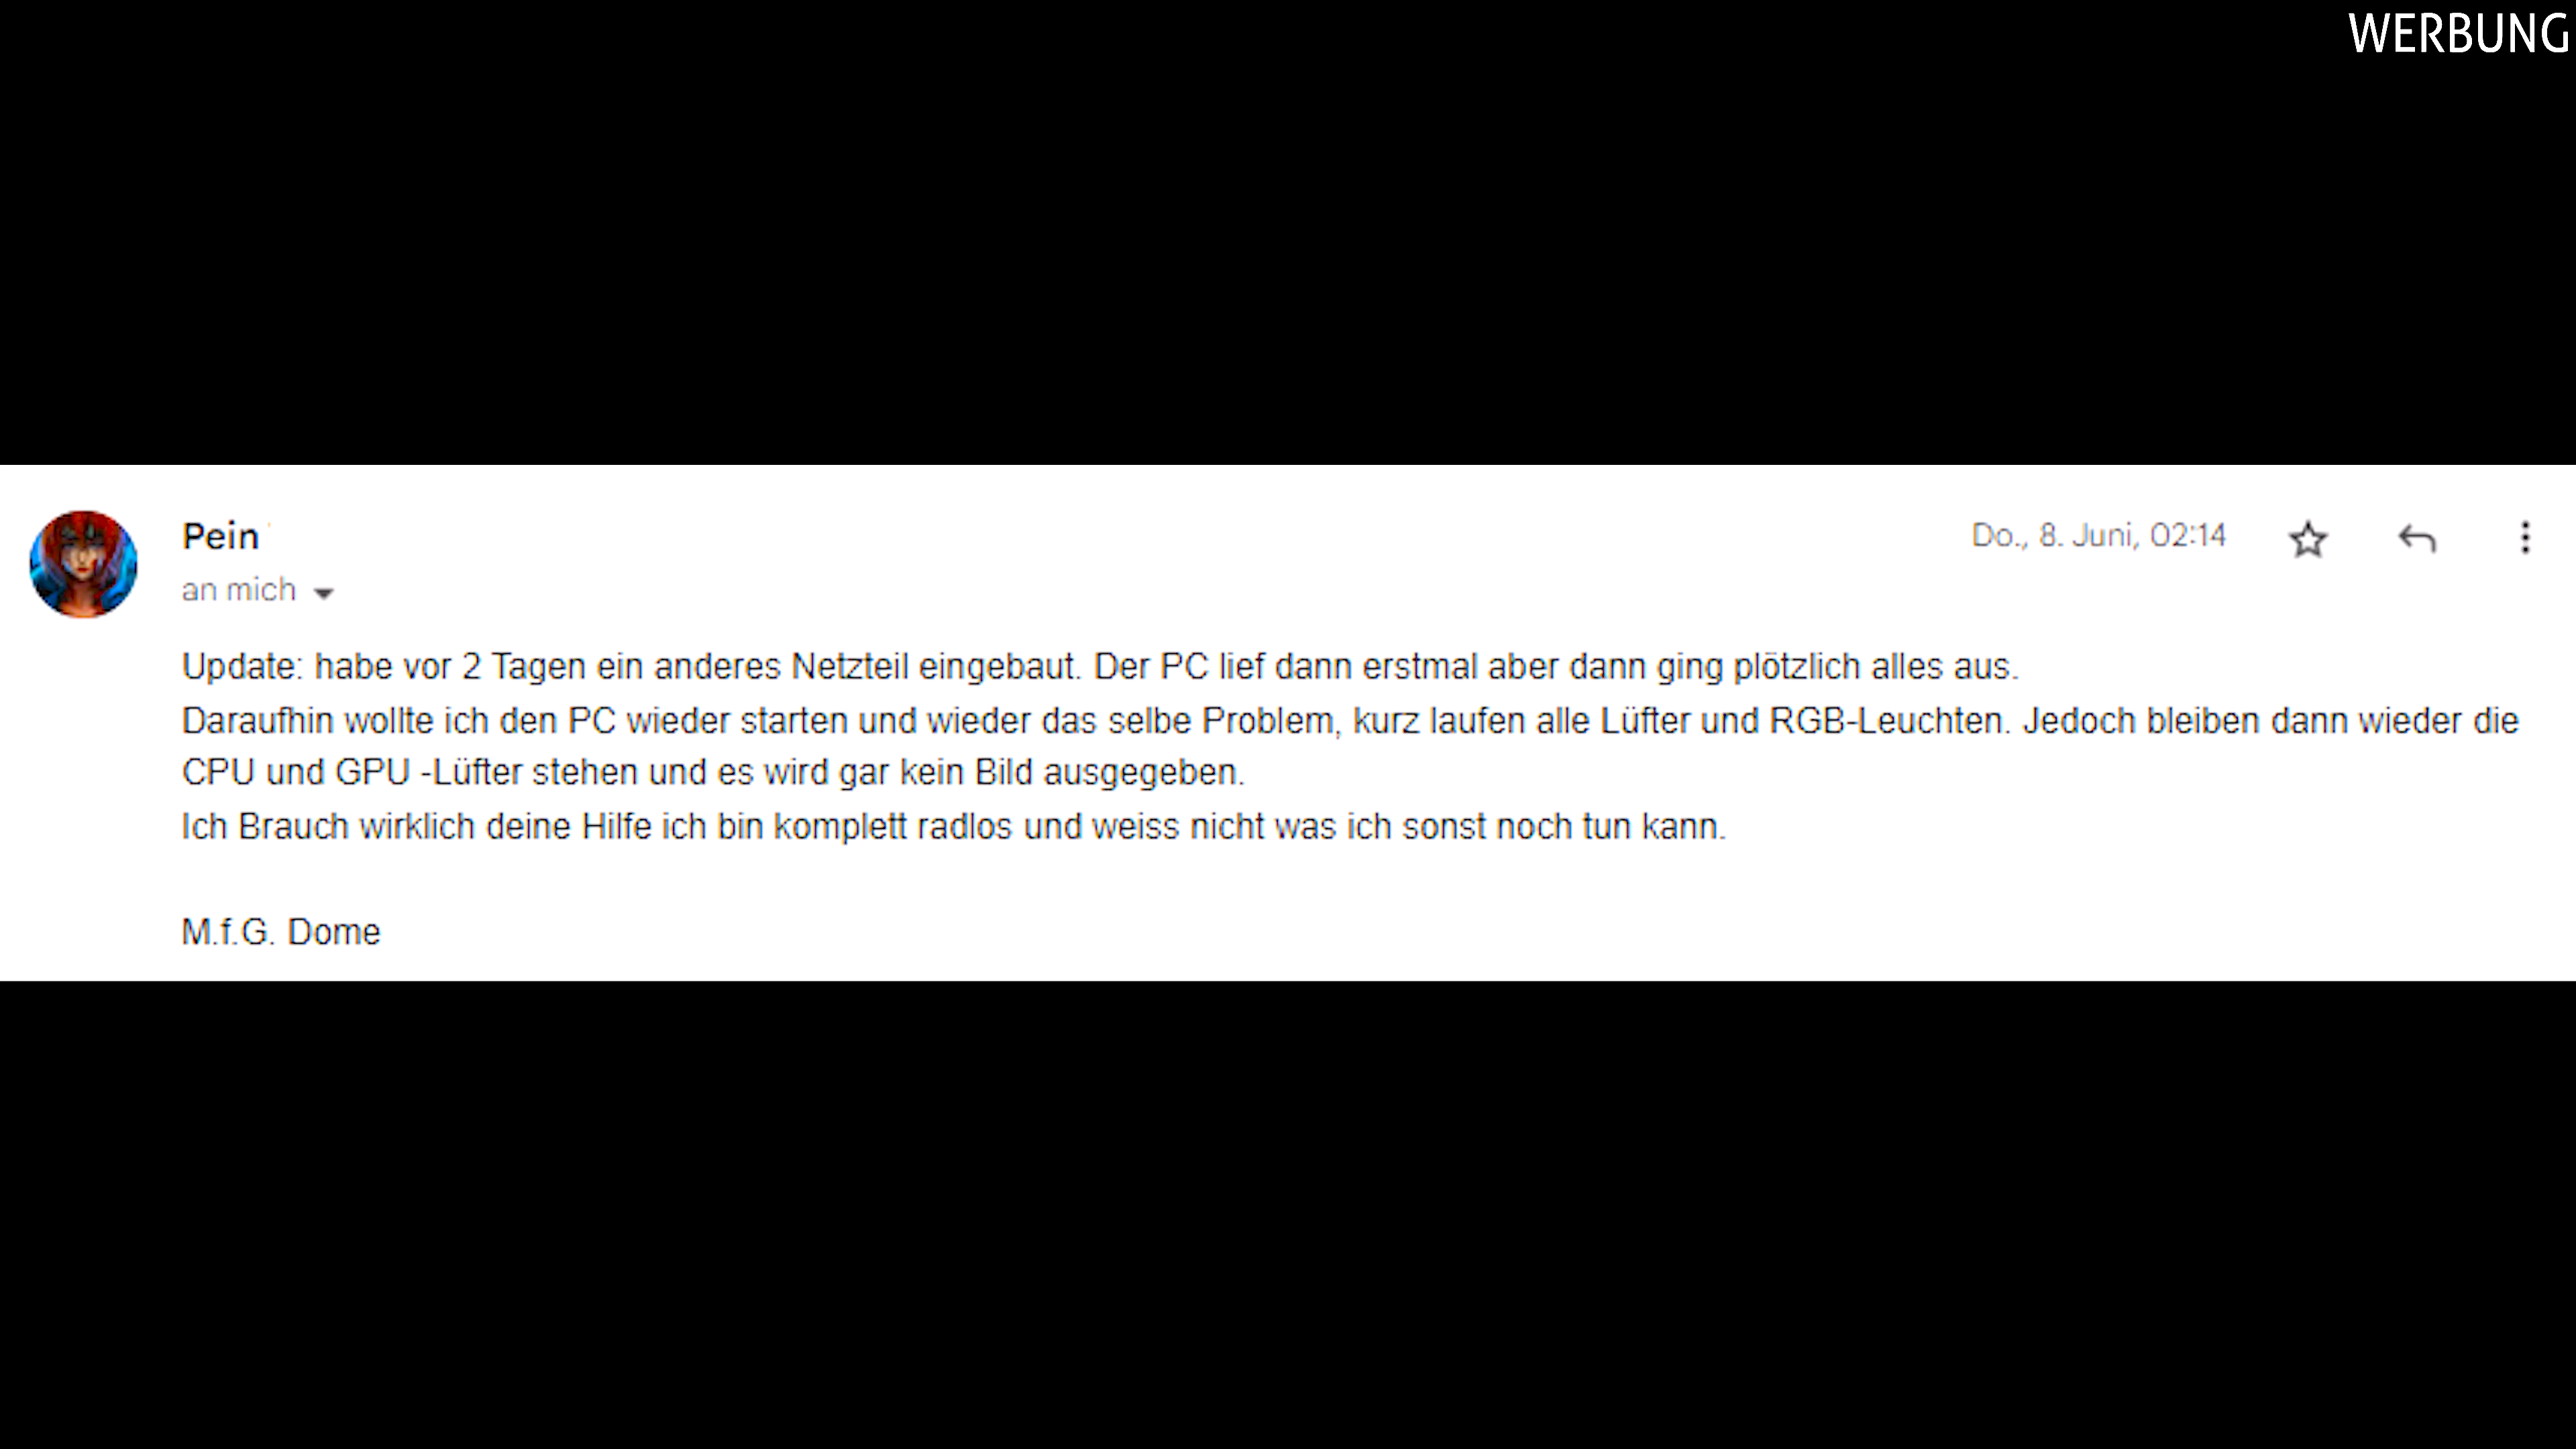 WERBUNG
Pein
Do., 8. Juni, 02:14
an mich
Update: habe vor 2 Tagen ein anderes Netzteil eingebaut. Der PC lief dann erstmal aber dann ging plötzlich alles aus.
Daraufhin wollte ich den PC wieder starten und wieder das selbe Problem, kurz laufen alle Lüfter und RGB-Leuchten. Jedoch bleiben dann wieder die
CPU und GPU -Lüfter stehen und es wird gar kein Bild ausgegeben.
Ich Brauch wirklich deine Hilfe ich bin komplett radlos und weiss nicht was ich sonst noch tun kann.
M.f.G. Dome